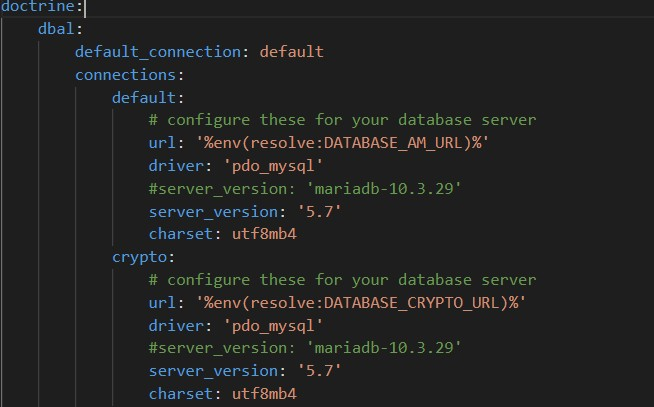 doctrine:
dbal:
default_connection: default
connections:
default:
# configure these for your database server
url: '%env(resolve:DATABASE_AM_URL)%'
driver: 'pdo_mysql'
#server_version: 'mariadb-10.3.29'
server_version: '5.7'
charset: utf8mb4
crypto:
# configure these for your database server
url: '%env(resolve:DATABASE_CRYPTO_URL)%'
driver: 'pdo_mysql'
#server_version: 'mariadb-10.3.29'
server_version: '5.7'
charset: utf8mb4